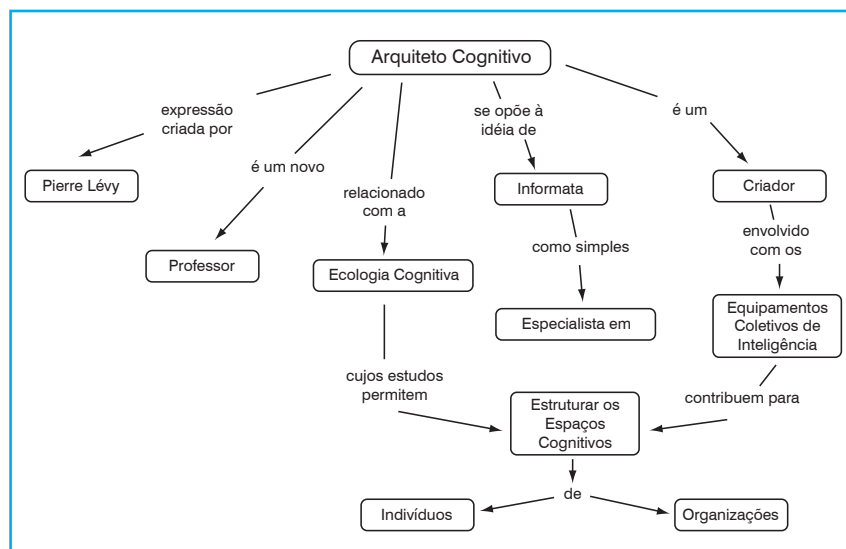 Arquiteto Cognitivo
expressão
criada por
se opõe à
idéia de
é um
é um novo
Pierre Lévy
relacionado
com a
Informata
Criador
Professor
Ecologia Cognitiva
como simples
envolvido
com os
Especialista em
Equipamentos
Coletivos de
Inteligência
cujos estudos
permitem
Estruturar os
Espaços
Cognitivos
contribuem para
de
Indivíduos
Organizações